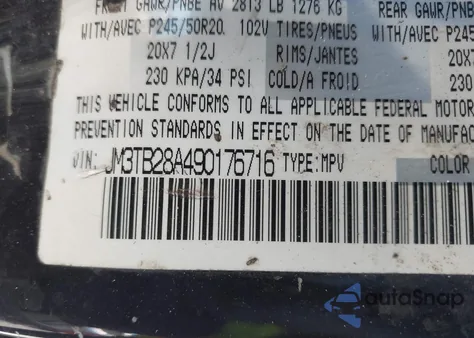 FRONT GAWR/PNBE AV 2813 LB 1276 KG REAR GAWR/PNB
WITH/AVEC P245/50R20 102V TIRES/PNEUS WITH/AVEC P245
20X7 1/2J RIMS/JANTES 20X7
230 KPA/34 PSI COLD/A FROID 230
THIS VEHICLE CONFORMS TO ALL APPLICABLE FEDERAL MOTOR
PREVENTION STANDARDS IN EFFECT ON THE DATE OF MANUFAC
VIN: JM3TB28A490176716 TYPE:MPV COLOR
AutoSnap